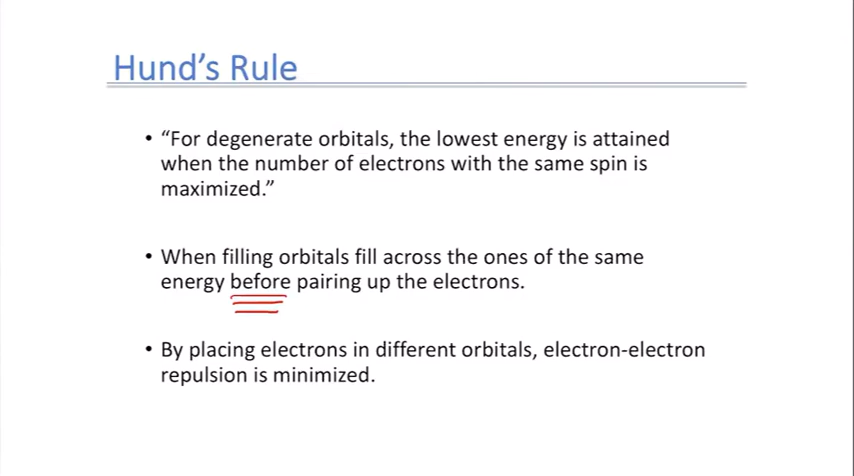 Hund's Rule
• "For degenerate orbitals, the lowest energy is attained
when the number of electrons with the same spin is
maximized."
• When filling orbitals fill across the ones of the same
energy before pairing up the electrons.
• By placing electrons in different orbitals, electron-electron
repulsion is minimized.